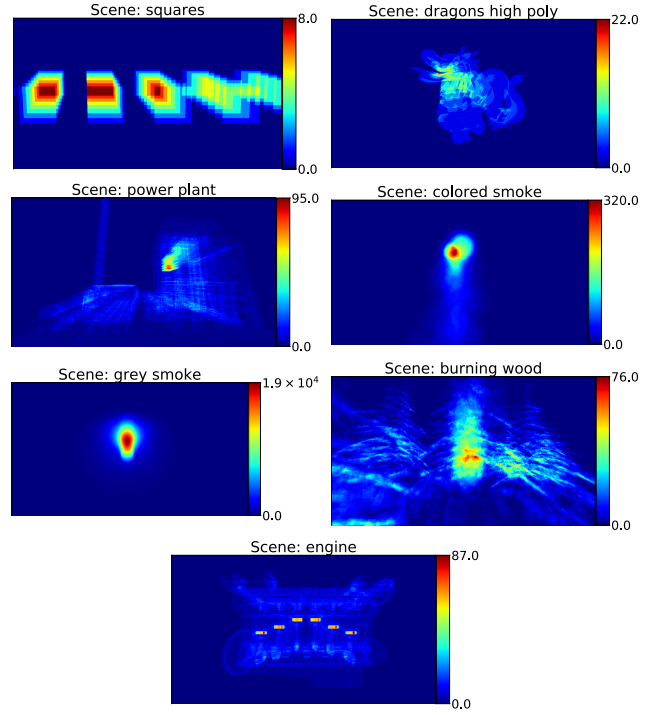 Scene: squares
8.0
0.0
Scene: dragons high poly
22.0
0.0
Scene: power plant
95.0
0.0
Scene: colored smoke
320.0
0.0
Scene: grey smoke
1.9 × 10⁴
0.0
Scene: burning wood
76.0
0.0
Scene: engine
87.0
0.0